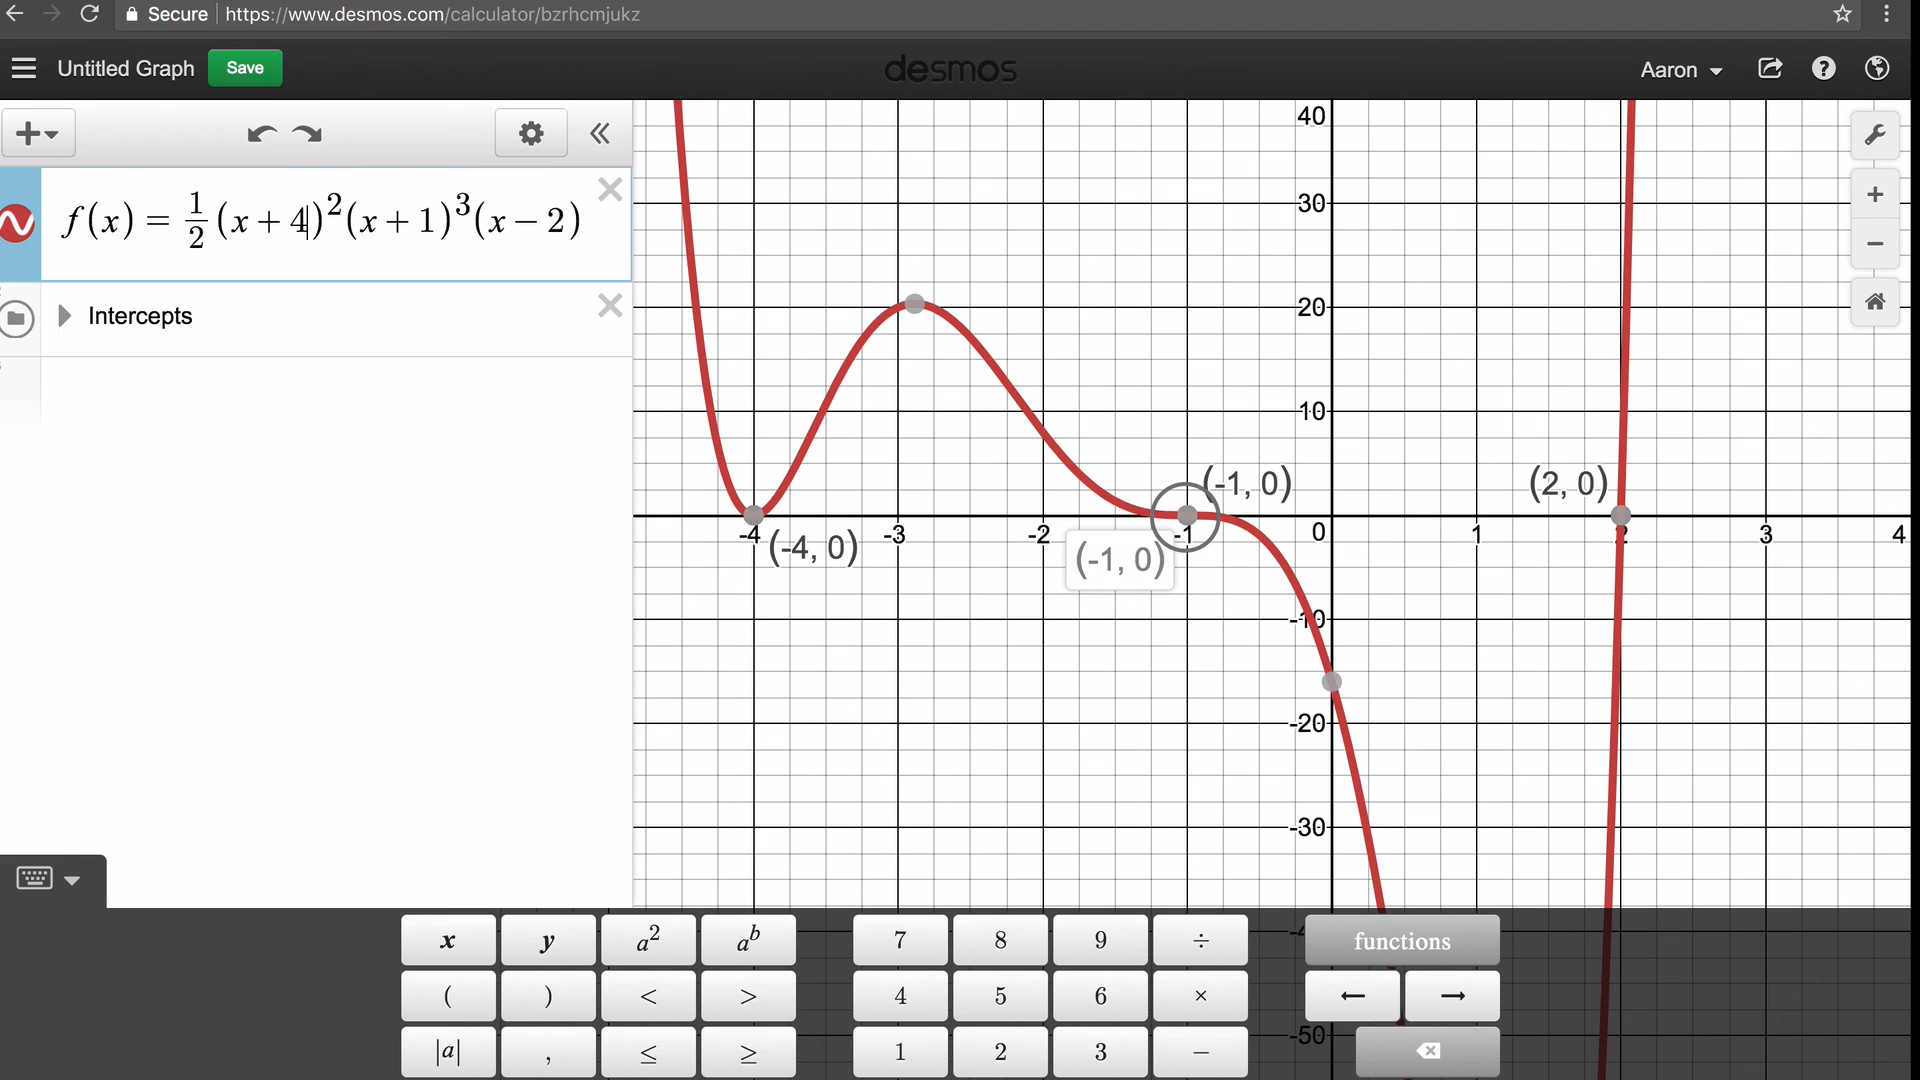 Secure https://www.desmos.com/calculator/bzrhcmjukz
Untitled Graph Save desmos Aaron
f(x) = 1/2 (x + 4)²(x + 1)³(x − 2)
Intercepts
40
30
20
10
(-1, 0) (2, 0)
-4 -3 -2 -1 0 1 2 3 4
(-4, 0) (-1, 0)
-10
-20
-30
-50
x y a² aᵇ 7 8 9 ÷ functions
( ) < > 4 5 6 × ← →
|a| , ≤ ≥ 1 2 3 −